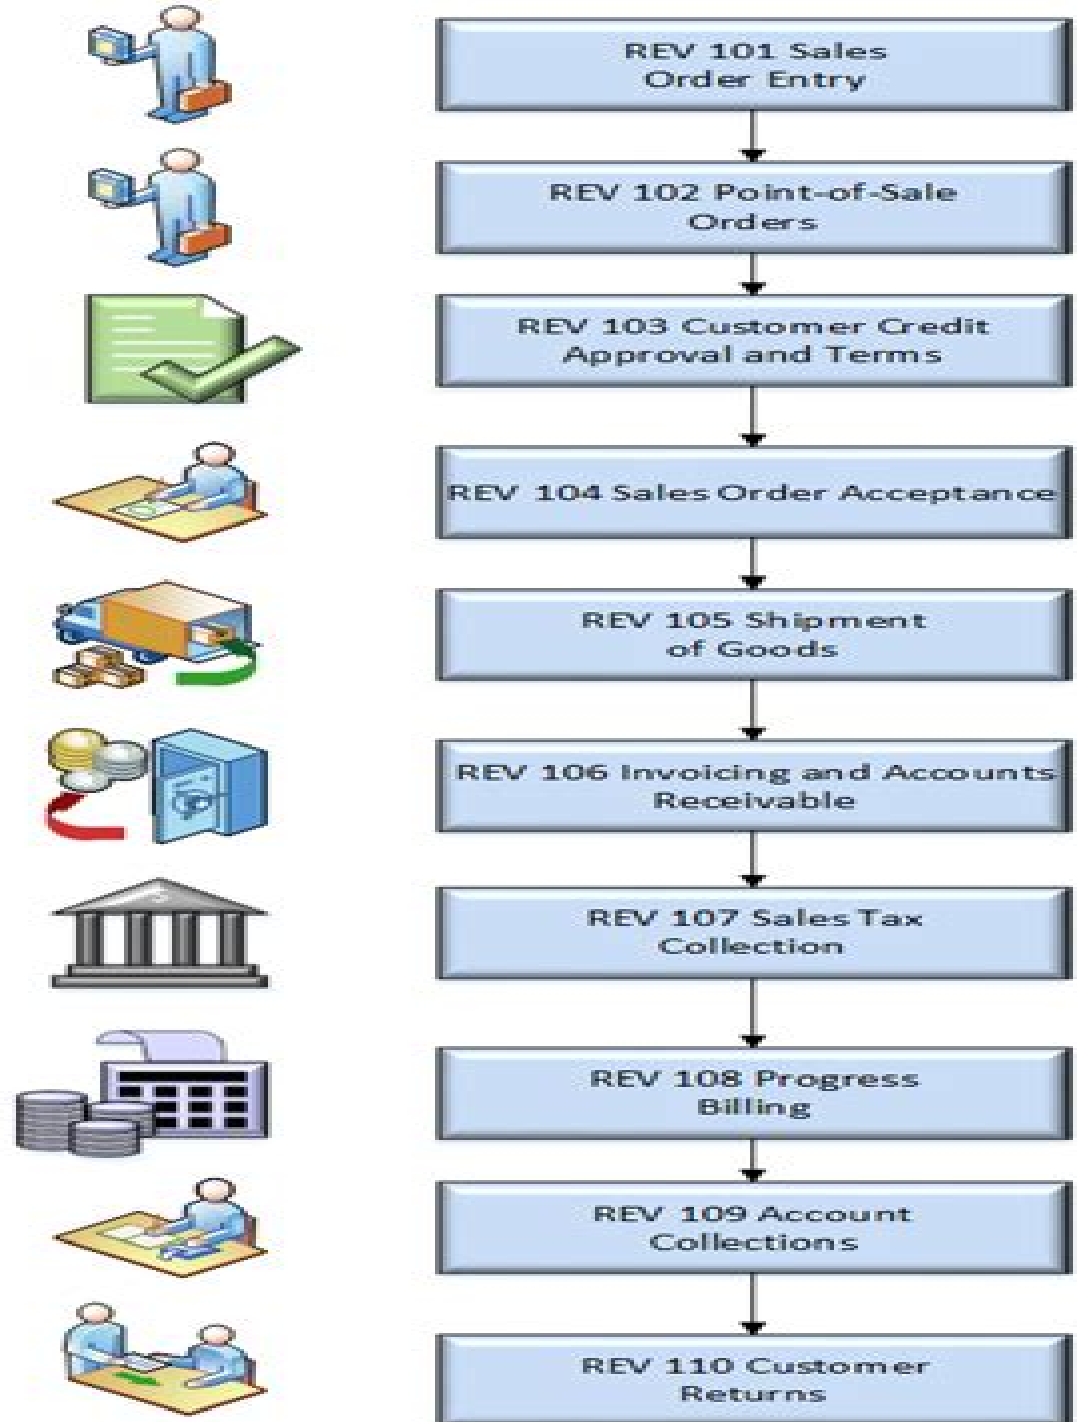 REV 101 Sales
Order Entry
REV 102 Point-of-Sale
Orders
REV 103 Customer Credit
Approval and Terms
REV 104 Sales Order Acceptance
REV 105 Shipment
of Goods
REV 106 Invoicing and Accounts
Receivable
REV 107 Sales Tax
Collection
REV 108 Progress
Billing
REV 109 Account
Collections
REV 110 Customer
Returns